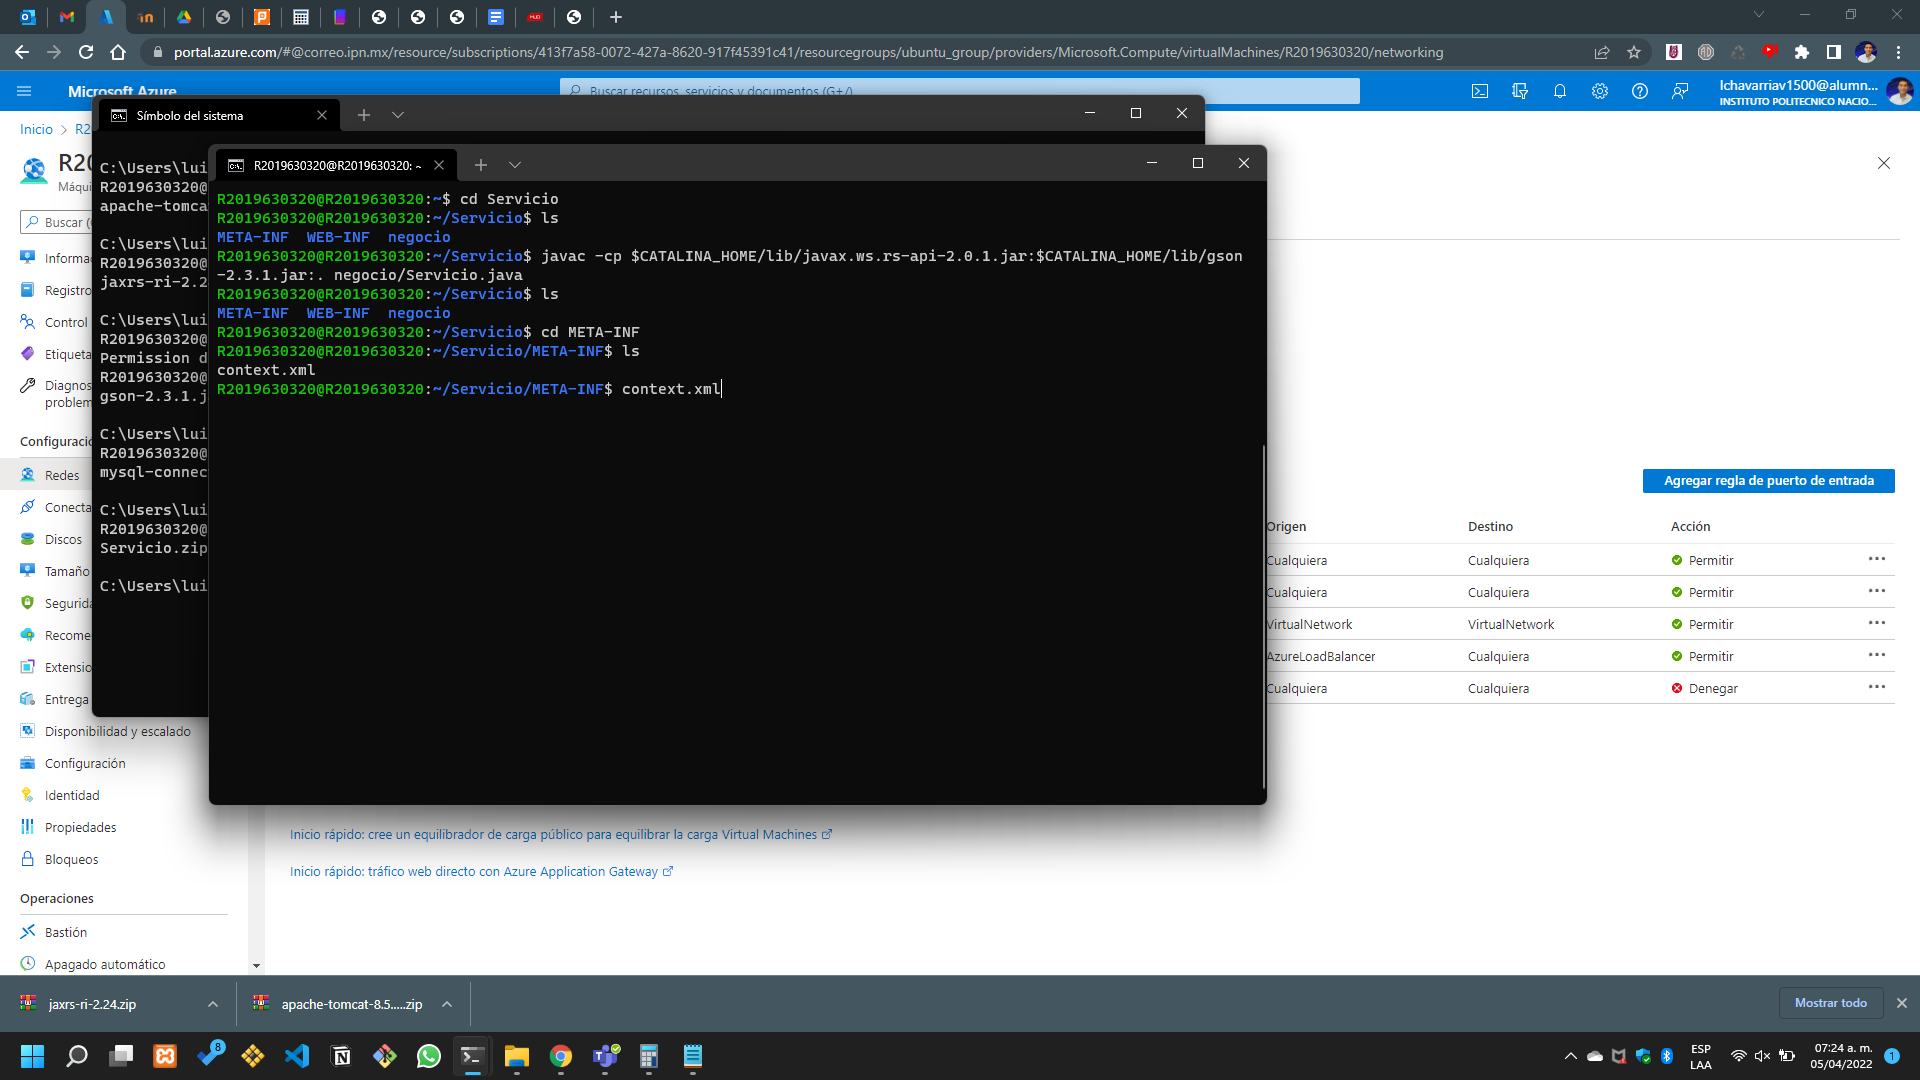 portal.azure.com/#@correo.ipn.mx/resource/subscriptions/413f7a58-0072-427a-8620-917f45391c41/resourcegroups/ubuntu_group/providers/Microsoft.Compute/virtualMachines/R2019630320/networking
Microsoft Azure
Buscar recursos, servicios y documentos (G+/)
lchavarriav1500@alumn...
INSTITUTO POLITECNICO NACIO...
Inicio > R2
R20
Máqui
Buscar (
Informa
Registro
Control
Etiqueta
Diagnos
problem
Configuració
Redes
Conecta
Discos
Tamaño
Segurida
Recome
Extensio
Entrega
Disponibilidad y escalado
Configuración
Identidad
Propiedades
Bloqueos
Operaciones
Bastión
Apagado automático
Símbolo del sistema
C:\Users\lui
R2019630320@
apache-tomca
C:\Users\lui
R2019630320@
jaxrs-ri-2.2
C:\Users\lui
R2019630320@
Permission d
R2019630320@
gson-2.3.1.j
C:\Users\lui
R2019630320@
mysql-connec
C:\Users\lui
R2019630320@
Servicio.zip
C:\Users\lui
R2019630320@R2019630320: ~
R2019630320@R2019630320:~$ cd Servicio
R2019630320@R2019630320:~/Servicio$ ls
META-INF WEB-INF negocio
R2019630320@R2019630320:~/Servicio$ javac -cp $CATALINA_HOME/lib/javax.ws.rs-api-2.0.1.jar:$CATALINA_HOME/lib/gson
-2.3.1.jar:. negocio/Servicio.java
R2019630320@R2019630320:~/Servicio$ ls
META-INF WEB-INF negocio
R2019630320@R2019630320:~/Servicio$ cd META-INF
R2019630320@R2019630320:~/Servicio/META-INF$ ls
context.xml
R2019630320@R2019630320:~/Servicio/META-INF$ context.xml
Agregar regla de puerto de entrada
Origen Destino Acción
Cualquiera Cualquiera Permitir
Cualquiera Cualquiera Permitir
VirtualNetwork VirtualNetwork Permitir
AzureLoadBalancer Cualquiera Permitir
Cualquiera Cualquiera Denegar
Inicio rápido: cree un equilibrador de carga público para equilibrar la carga Virtual Machines
Inicio rápido: tráfico web directo con Azure Application Gateway
jaxrs-ri-2.24.zip
apache-tomcat-8.5.....zip
Mostrar todo
8
ESP
LAA
07:24 a. m.
05/04/2022
1